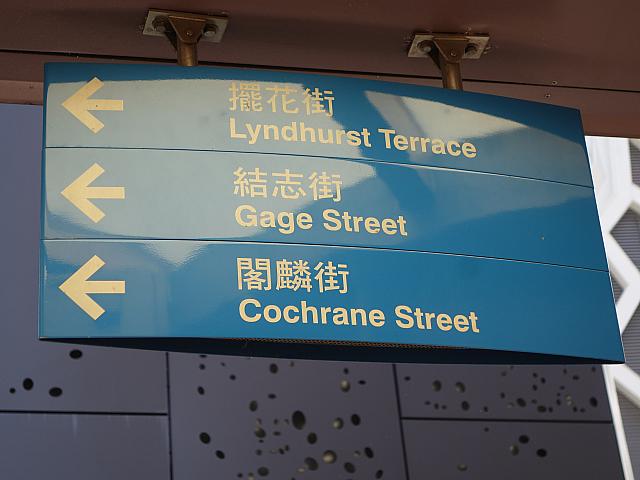 擺花街
Lyndhurst Terrace
結志街
Gage Street
閣麟街
Cochrane Street